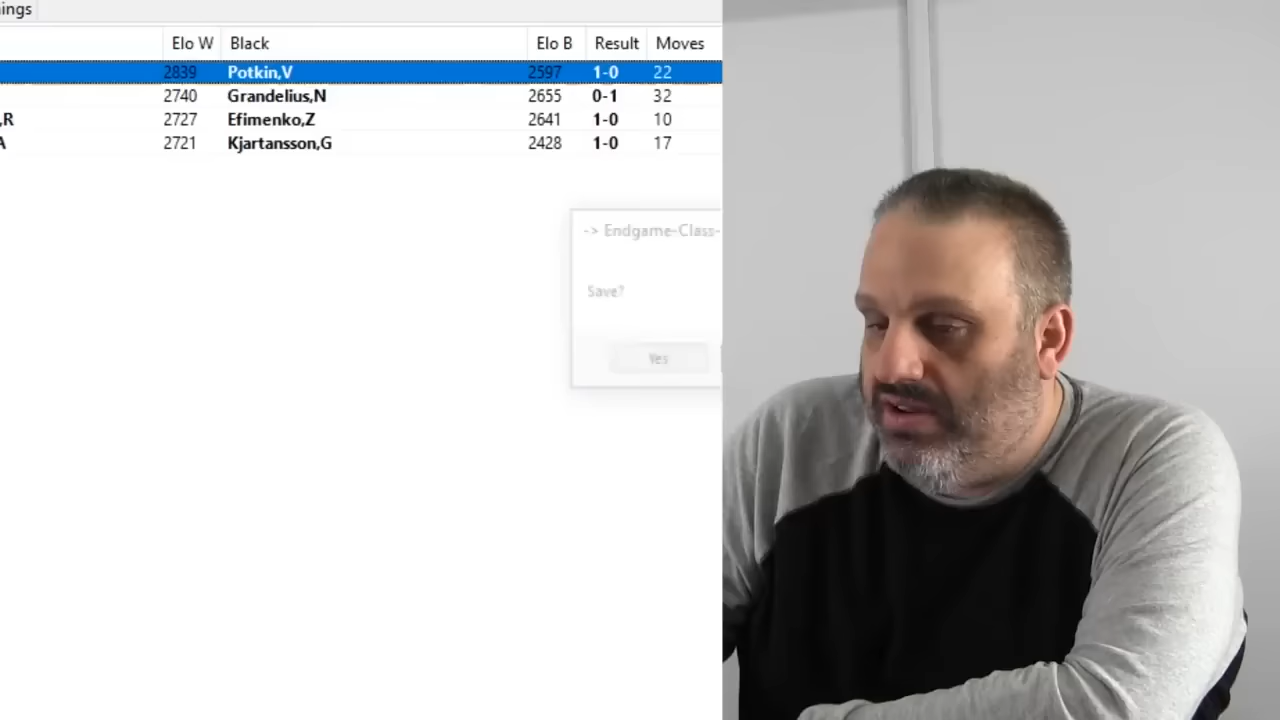 ings
Elo W Black Elo B Result Moves
2839 Potkin,V 2597 1-0 22
2740 Grandelius,N 2655 0-1 32
,R 2727 Efimenko,Z 2641 1-0 10
A 2721 Kjartansson,G 2428 1-0 17
-> Endgame-Class-
Save?
Yes